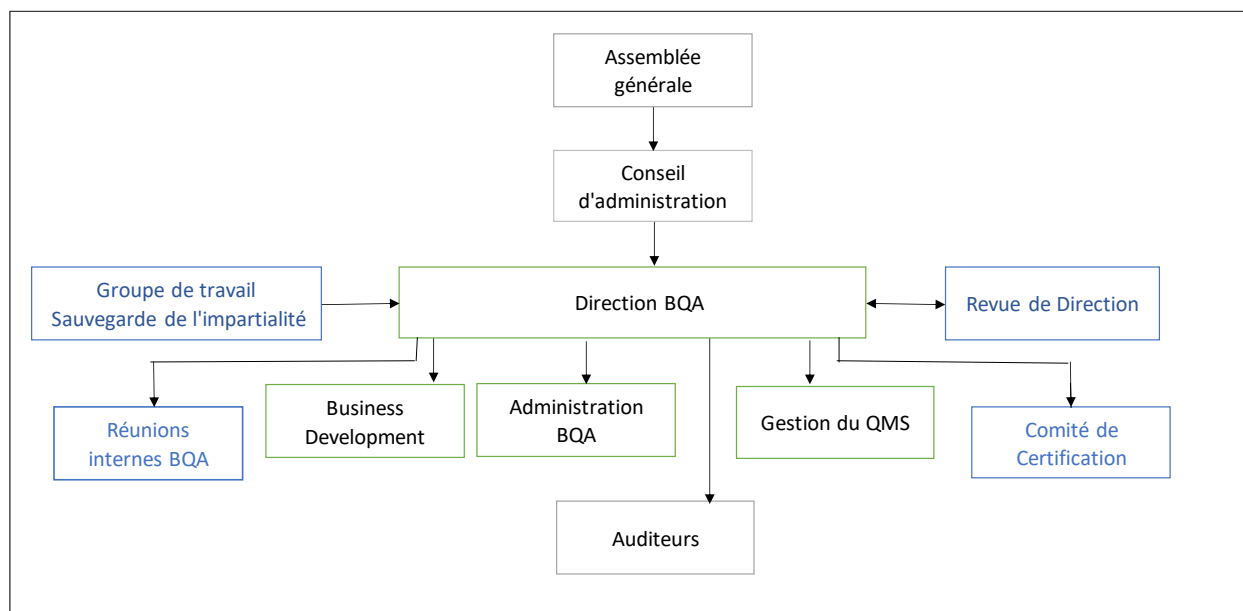 Assemblée
générale
Conseil
d'administration
Groupe de travail
Sauvegarde de l'impartialité
Direction BQA
Revue de Direction
Réunions
internes BQA
Business
Development
Administration
BQA
Gestion du QMS
Comité de
Certification
Auditeurs